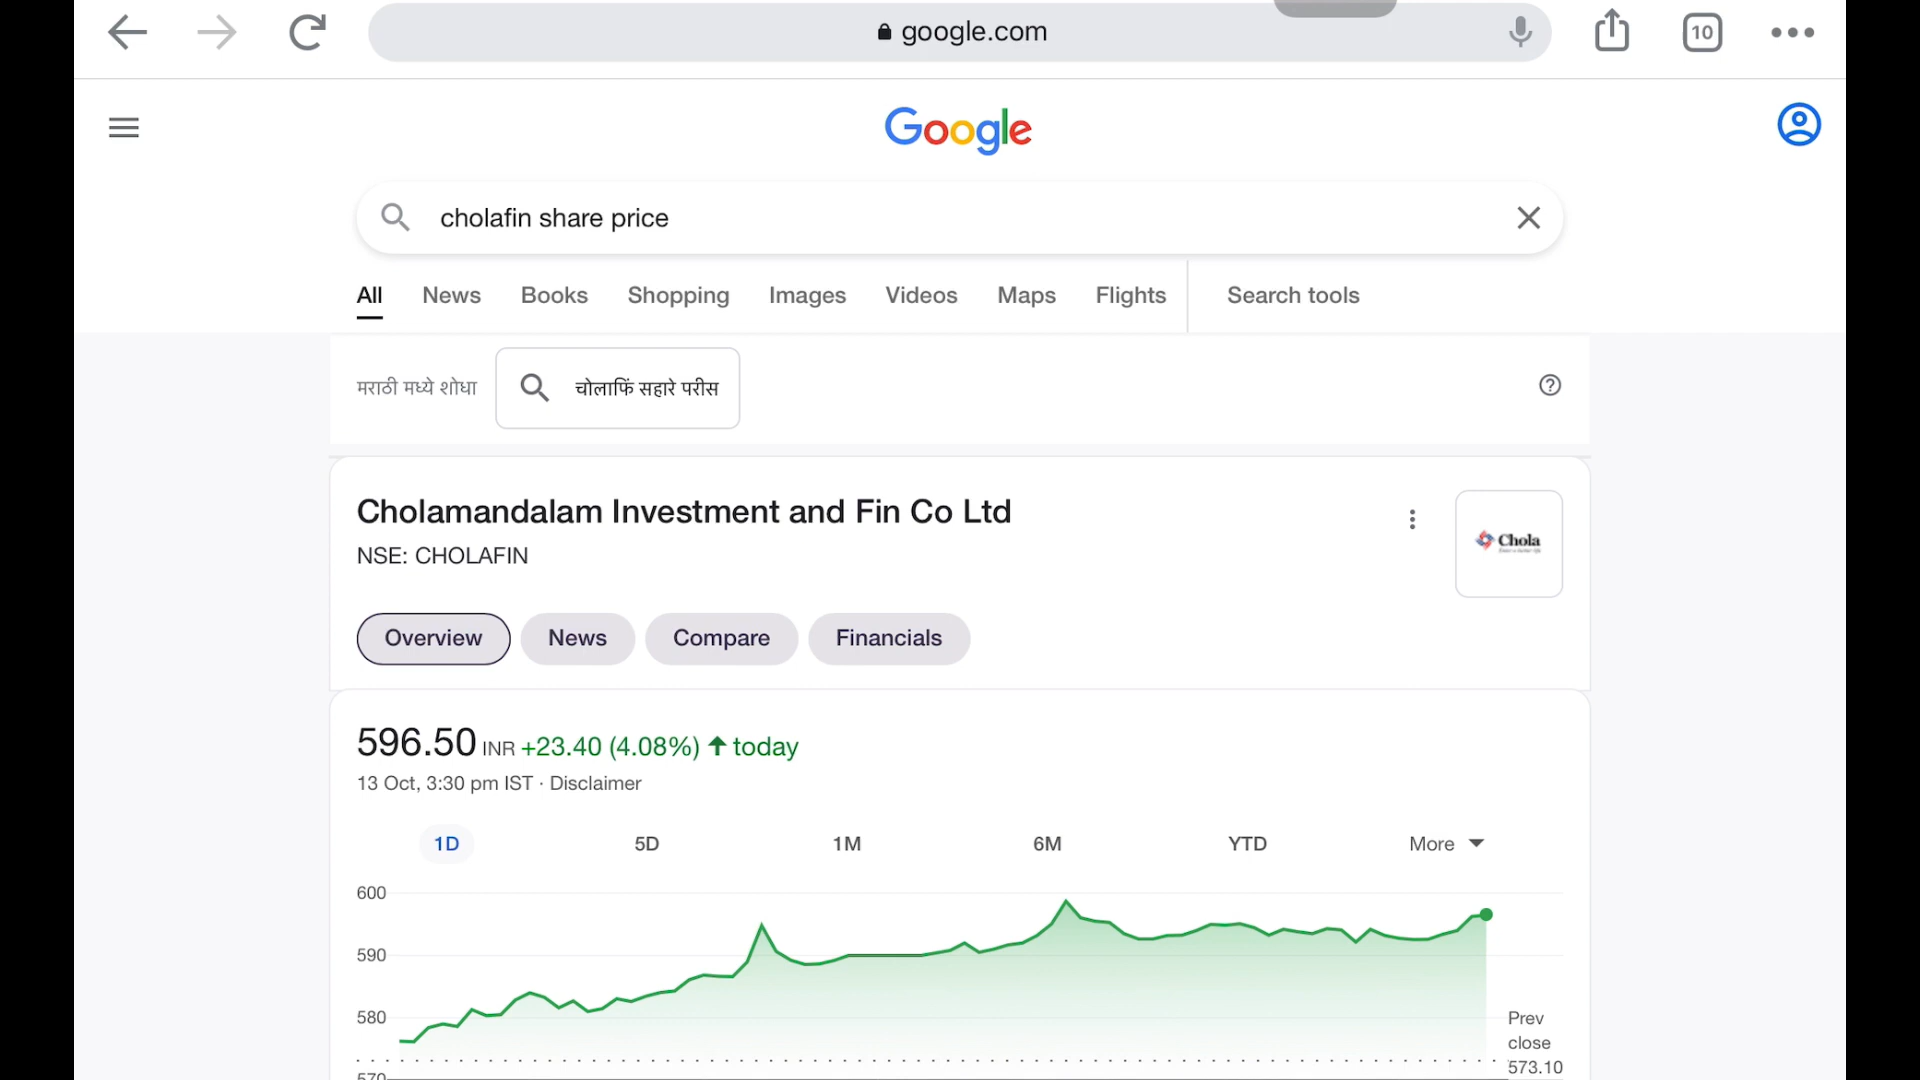 google.com
10
Google
cholafin share price
All News Books Shopping Images Videos Maps Flights Search tools
मराठी मध्ये शोधा चोलाफिं सहारे परीस
Cholamandalam Investment and Fin Co Ltd
NSE: CHOLAFIN
Chola
Overview News Compare Financials
596.50 INR +23.40 (4.08%) today
13 Oct, 3:30 pm IST · Disclaimer
1D 5D 1M 6M YTD More
600
590
580
Prev
close
573.10
570